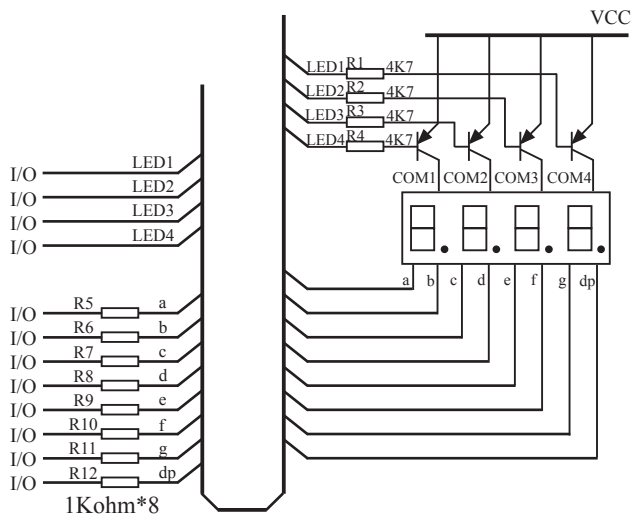 VCC
LED1 R1 4K7
LED2 R2 4K7
LED3 R3 4K7
LED4 R4 4K7
COM1 COM2 COM3 COM4
I/O LED1
I/O LED2
I/O LED3
I/O LED4
a b c d e f g dp
I/O R5 a
I/O R6 b
I/O R7 c
I/O R8 d
I/O R9 e
I/O R10 f
I/O R11 g
I/O R12 dp
1Kohm*8